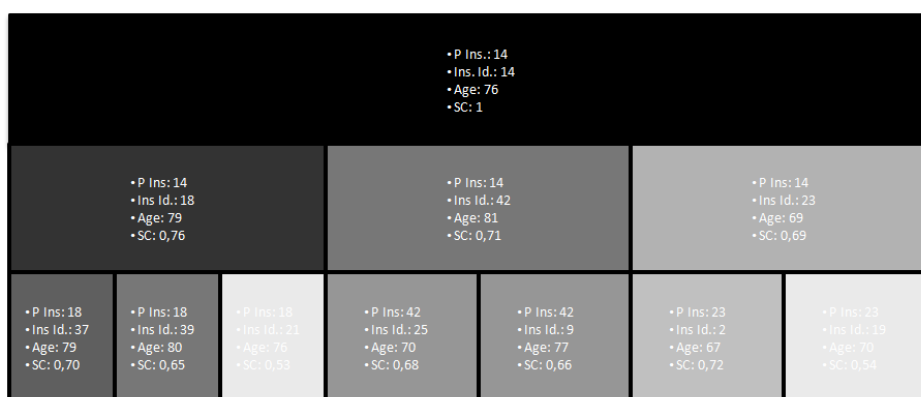 • P Ins.: 14
• Ins. Id.: 14
• Age: 76
• SC: 1
• P Ins: 14
• Ins Id.: 18
• Age: 79
• SC: 0,76
• P Ins: 14
• Ins Id.: 42
• Age: 81
• SC: 0,71
• P Ins: 14
• Ins Id.: 23
• Age: 69
• SC: 0,69
• P Ins: 18
• Ins Id.: 37
• Age: 79
• SC: 0,70
• P Ins: 18
• Ins Id.: 39
• Age: 80
• SC: 0,65
• P Ins: 18
• Ins Id.: 21
• Age: 76
• SC: 0,53
• P Ins: 42
• Ins Id.: 25
• Age: 70
• SC: 0,68
• P Ins: 42
• Ins Id.: 9
• Age: 77
• SC: 0,66
• P Ins: 23
• Ins Id.: 2
• Age: 67
• SC: 0,72
• P Ins: 23
• Ins Id.: 19
• Age: 70
• SC: 0,54